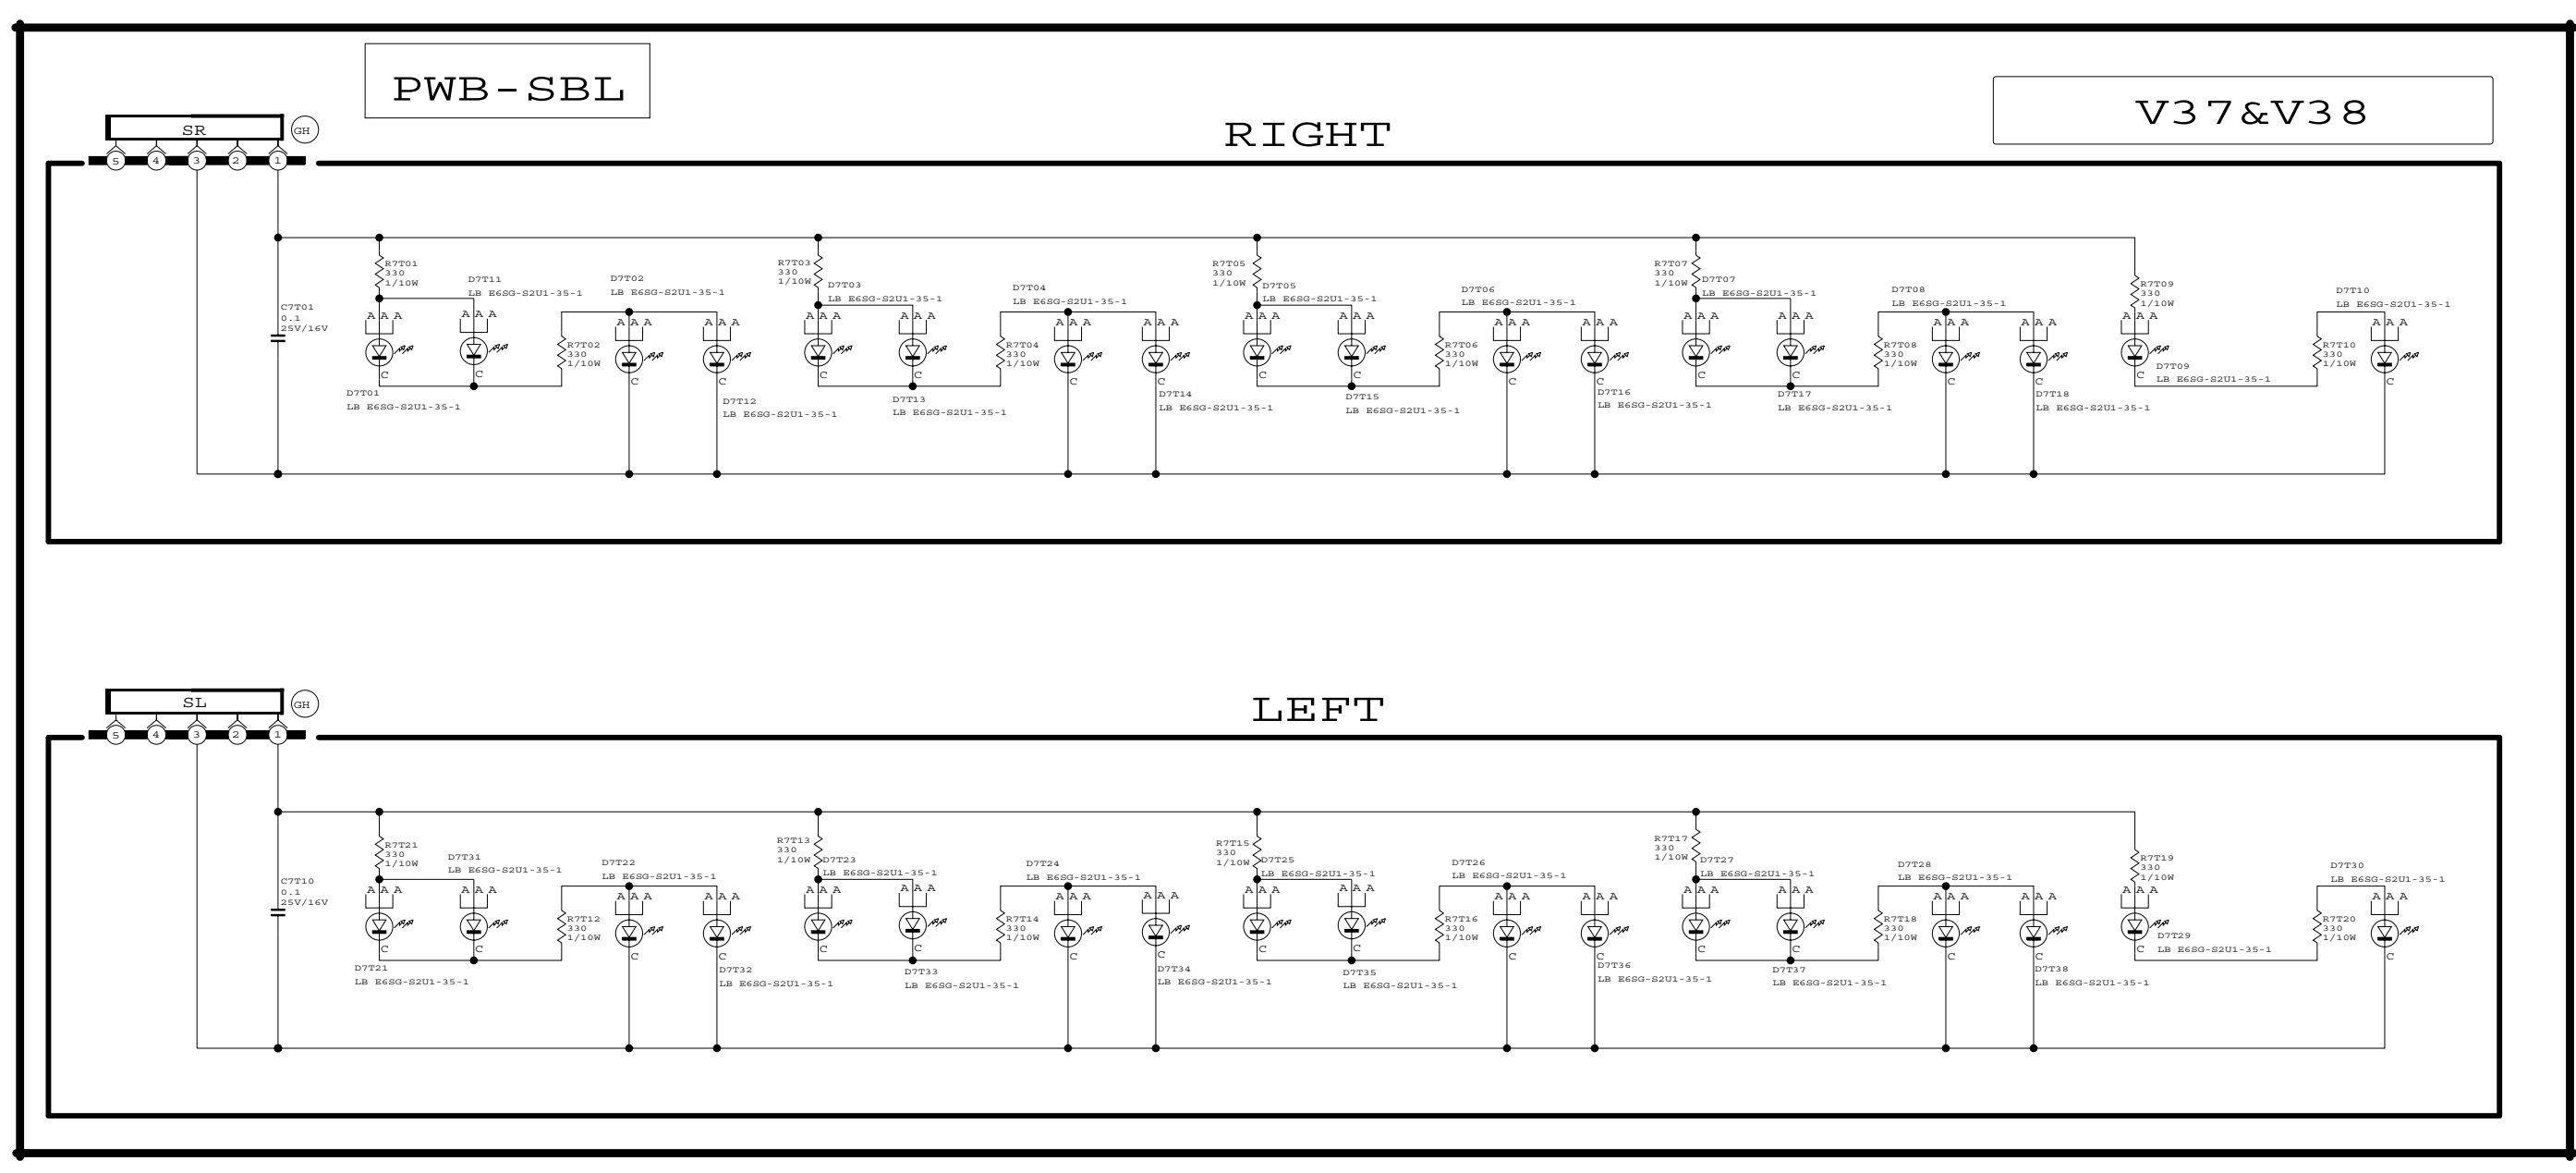 PWB-SBL
V37&V38
RIGHT
SR
GH
5 4 3 2 1
C7T01
0.1
25V/16V
R7T01
330
1/10W
D7T11
LB E6SG-S2U1-35-1
A A A
A A A
C
C
D7T01
LB E6SG-S2U1-35-1
R7T02
330
1/10W
D7T02
LB E6SG-S2U1-35-1
A A A
A A A
C
C
D7T12
LB E6SG-S2U1-35-1
R7T03
330
1/10W
D7T03
LB E6SG-S2U1-35-1
A A A
A A A
C
C
D7T13
LB E6SG-S2U1-35-1
R7T04
330
1/10W
D7T04
LB E6SG-S2U1-35-1
A A A
A A A
C
C
D7T14
LB E6SG-S2U1-35-1
R7T05
330
1/10W
D7T05
LB E6SG-S2U1-35-1
A A A
A A A
C
C
D7T15
LB E6SG-S2U1-35-1
R7T06
330
1/10W
D7T06
LB E6SG-S2U1-35-1
A A A
A A A
C
C
D7T16
LB E6SG-S2U1-35-1
R7T07
330
1/10W
D7T07
LB E6SG-S2U1-35-1
A A A
A A A
C
C
D7T17
LB E6SG-S2U1-35-1
R7T08
330
1/10W
D7T08
LB E6SG-S2U1-35-1
A A A
A A A
C
C
D7T18
LB E6SG-S2U1-35-1
R7T09
330
1/10W
A A A
C
D7T09
LB E6SG-S2U1-35-1
R7T10
330
1/10W
D7T10
LB E6SG-S2U1-35-1
A A A
C
LEFT
SL
GH
5 4 3 2 1
C7T10
0.1
25V/16V
R7T21
330
1/10W
D7T31
LB E6SG-S2U1-35-1
A A A
A A A
C
C
D7T21
LB E6SG-S2U1-35-1
R7T12
330
1/10W
D7T22
LB E6SG-S2U1-35-1
A A A
A A A
C
C
D7T32
LB E6SG-S2U1-35-1
R7T13
330
1/10W
D7T23
LB E6SG-S2U1-35-1
A A A
A A A
C
C
D7T33
LB E6SG-S2U1-35-1
R7T14
330
1/10W
D7T24
LB E6SG-S2U1-35-1
A A A
A A A
C
C
D7T34
LB E6SG-S2U1-35-1
R7T15
330
1/10W
D7T25
LB E6SG-S2U1-35-1
A A A
A A A
C
C
D7T35
LB E6SG-S2U1-35-1
R7T16
330
1/10W
D7T26
LB E6SG-S2U1-35-1
A A A
A A A
C
C
D7T36
LB E6SG-S2U1-35-1
R7T17
330
1/10W
D7T27
LB E6SG-S2U1-35-1
A A A
A A A
C
C
D7T37
LB E6SG-S2U1-35-1
R7T18
330
1/10W
D7T28
LB E6SG-S2U1-35-1
A A A
A A A
C
C
D7T38
LB E6SG-S2U1-35-1
R7T19
330
1/10W
A A A
C
D7T29
LB E6SG-S2U1-35-1
R7T20
330
1/10W
D7T30
LB E6SG-S2U1-35-1
A A A
C